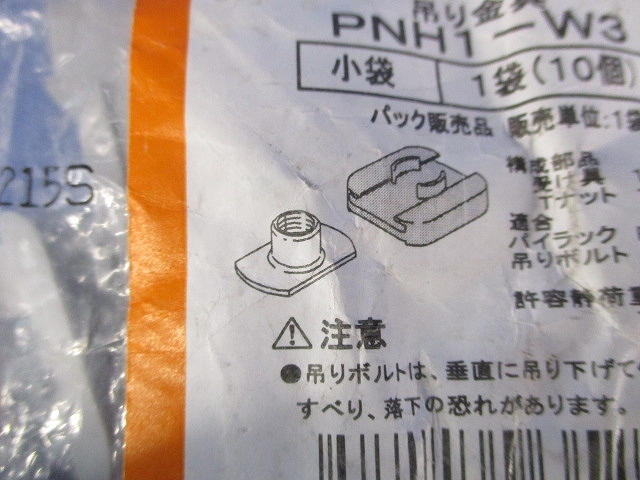 吊り金具
PNH1-W3
小袋 1袋(10個)
パック販売品 販売単位:1袋
構成部品
受け具
Tナット
適合
パイラック
吊りボルト
許容静荷重
215S
⚠注意
●吊りボルトは、垂直に吊り下げて
すべり、落下の恐れがあります。